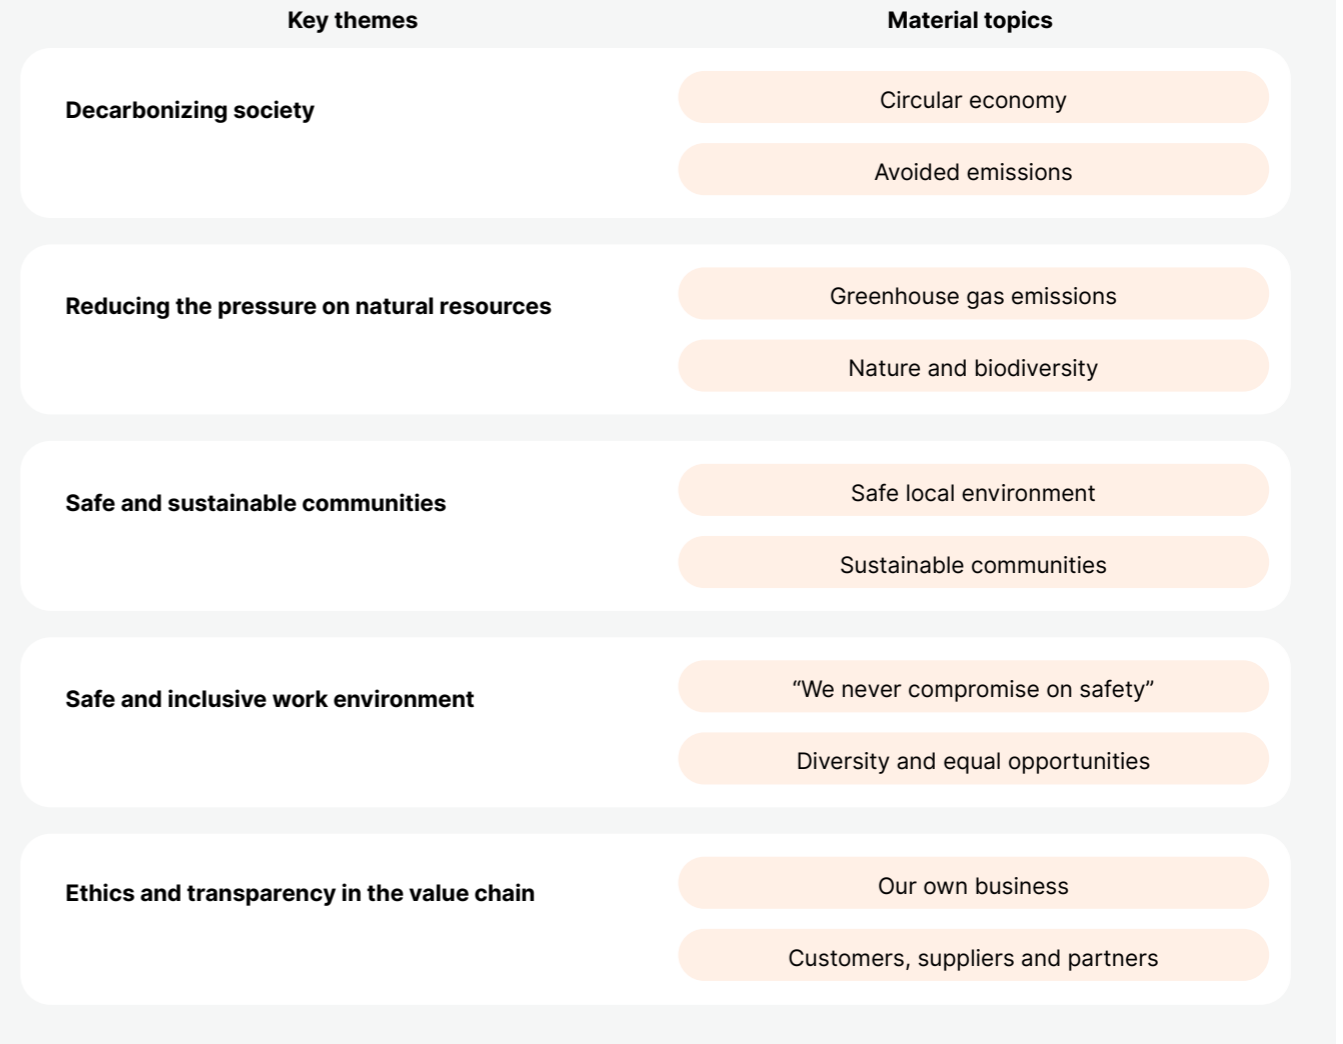 Key themes
Material topics
Decarbonizing society
Circular economy
Avoided emissions
Reducing the pressure on natural resources
Greenhouse gas emissions
Nature and biodiversity
Safe and sustainable communities
Safe local environment
Sustainable communities
Safe and inclusive work environment
“We never compromise on safety”
Diversity and equal opportunities
Ethics and transparency in the value chain
Our own business
Customers, suppliers and partners